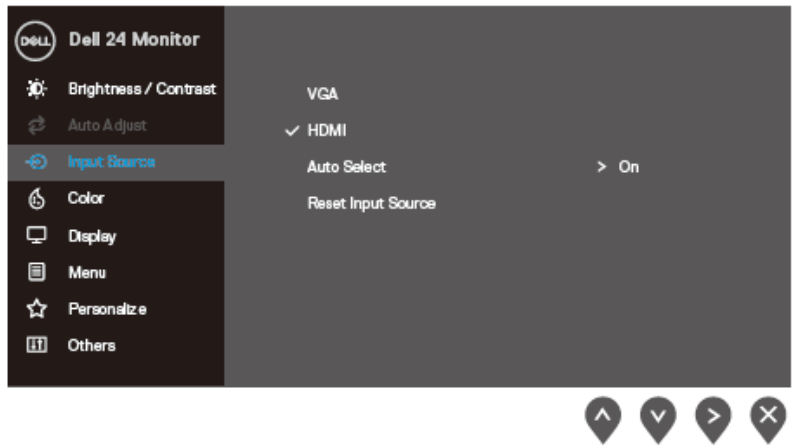 DELL Dell 24 Monitor
Brightness / Contrast
Auto Adjust
Input Source
Color
Display
Menu
Personalize
Others
VGA
HDMI
Auto Select > On
Reset Input Source